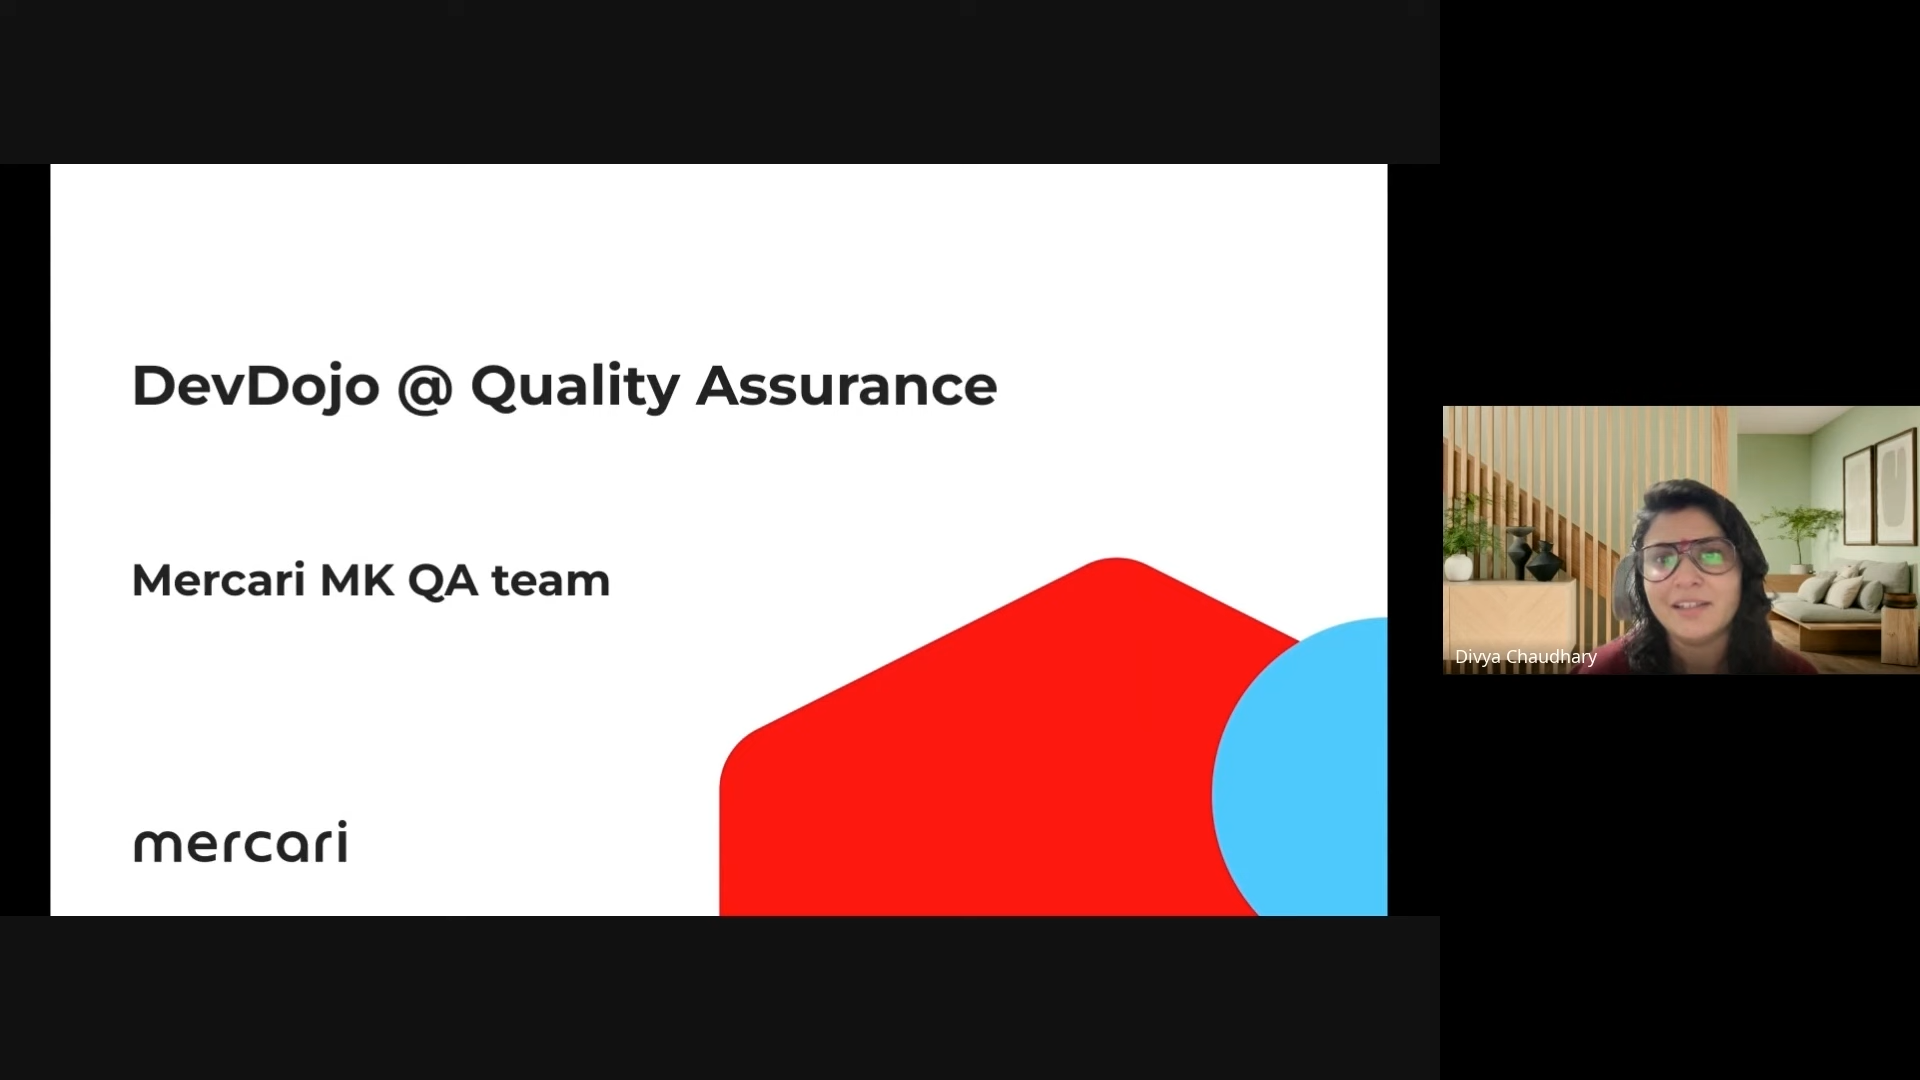 DevDojo @ Quality Assurance
Mercari MK QA team
mercari
Divya Chaudhary